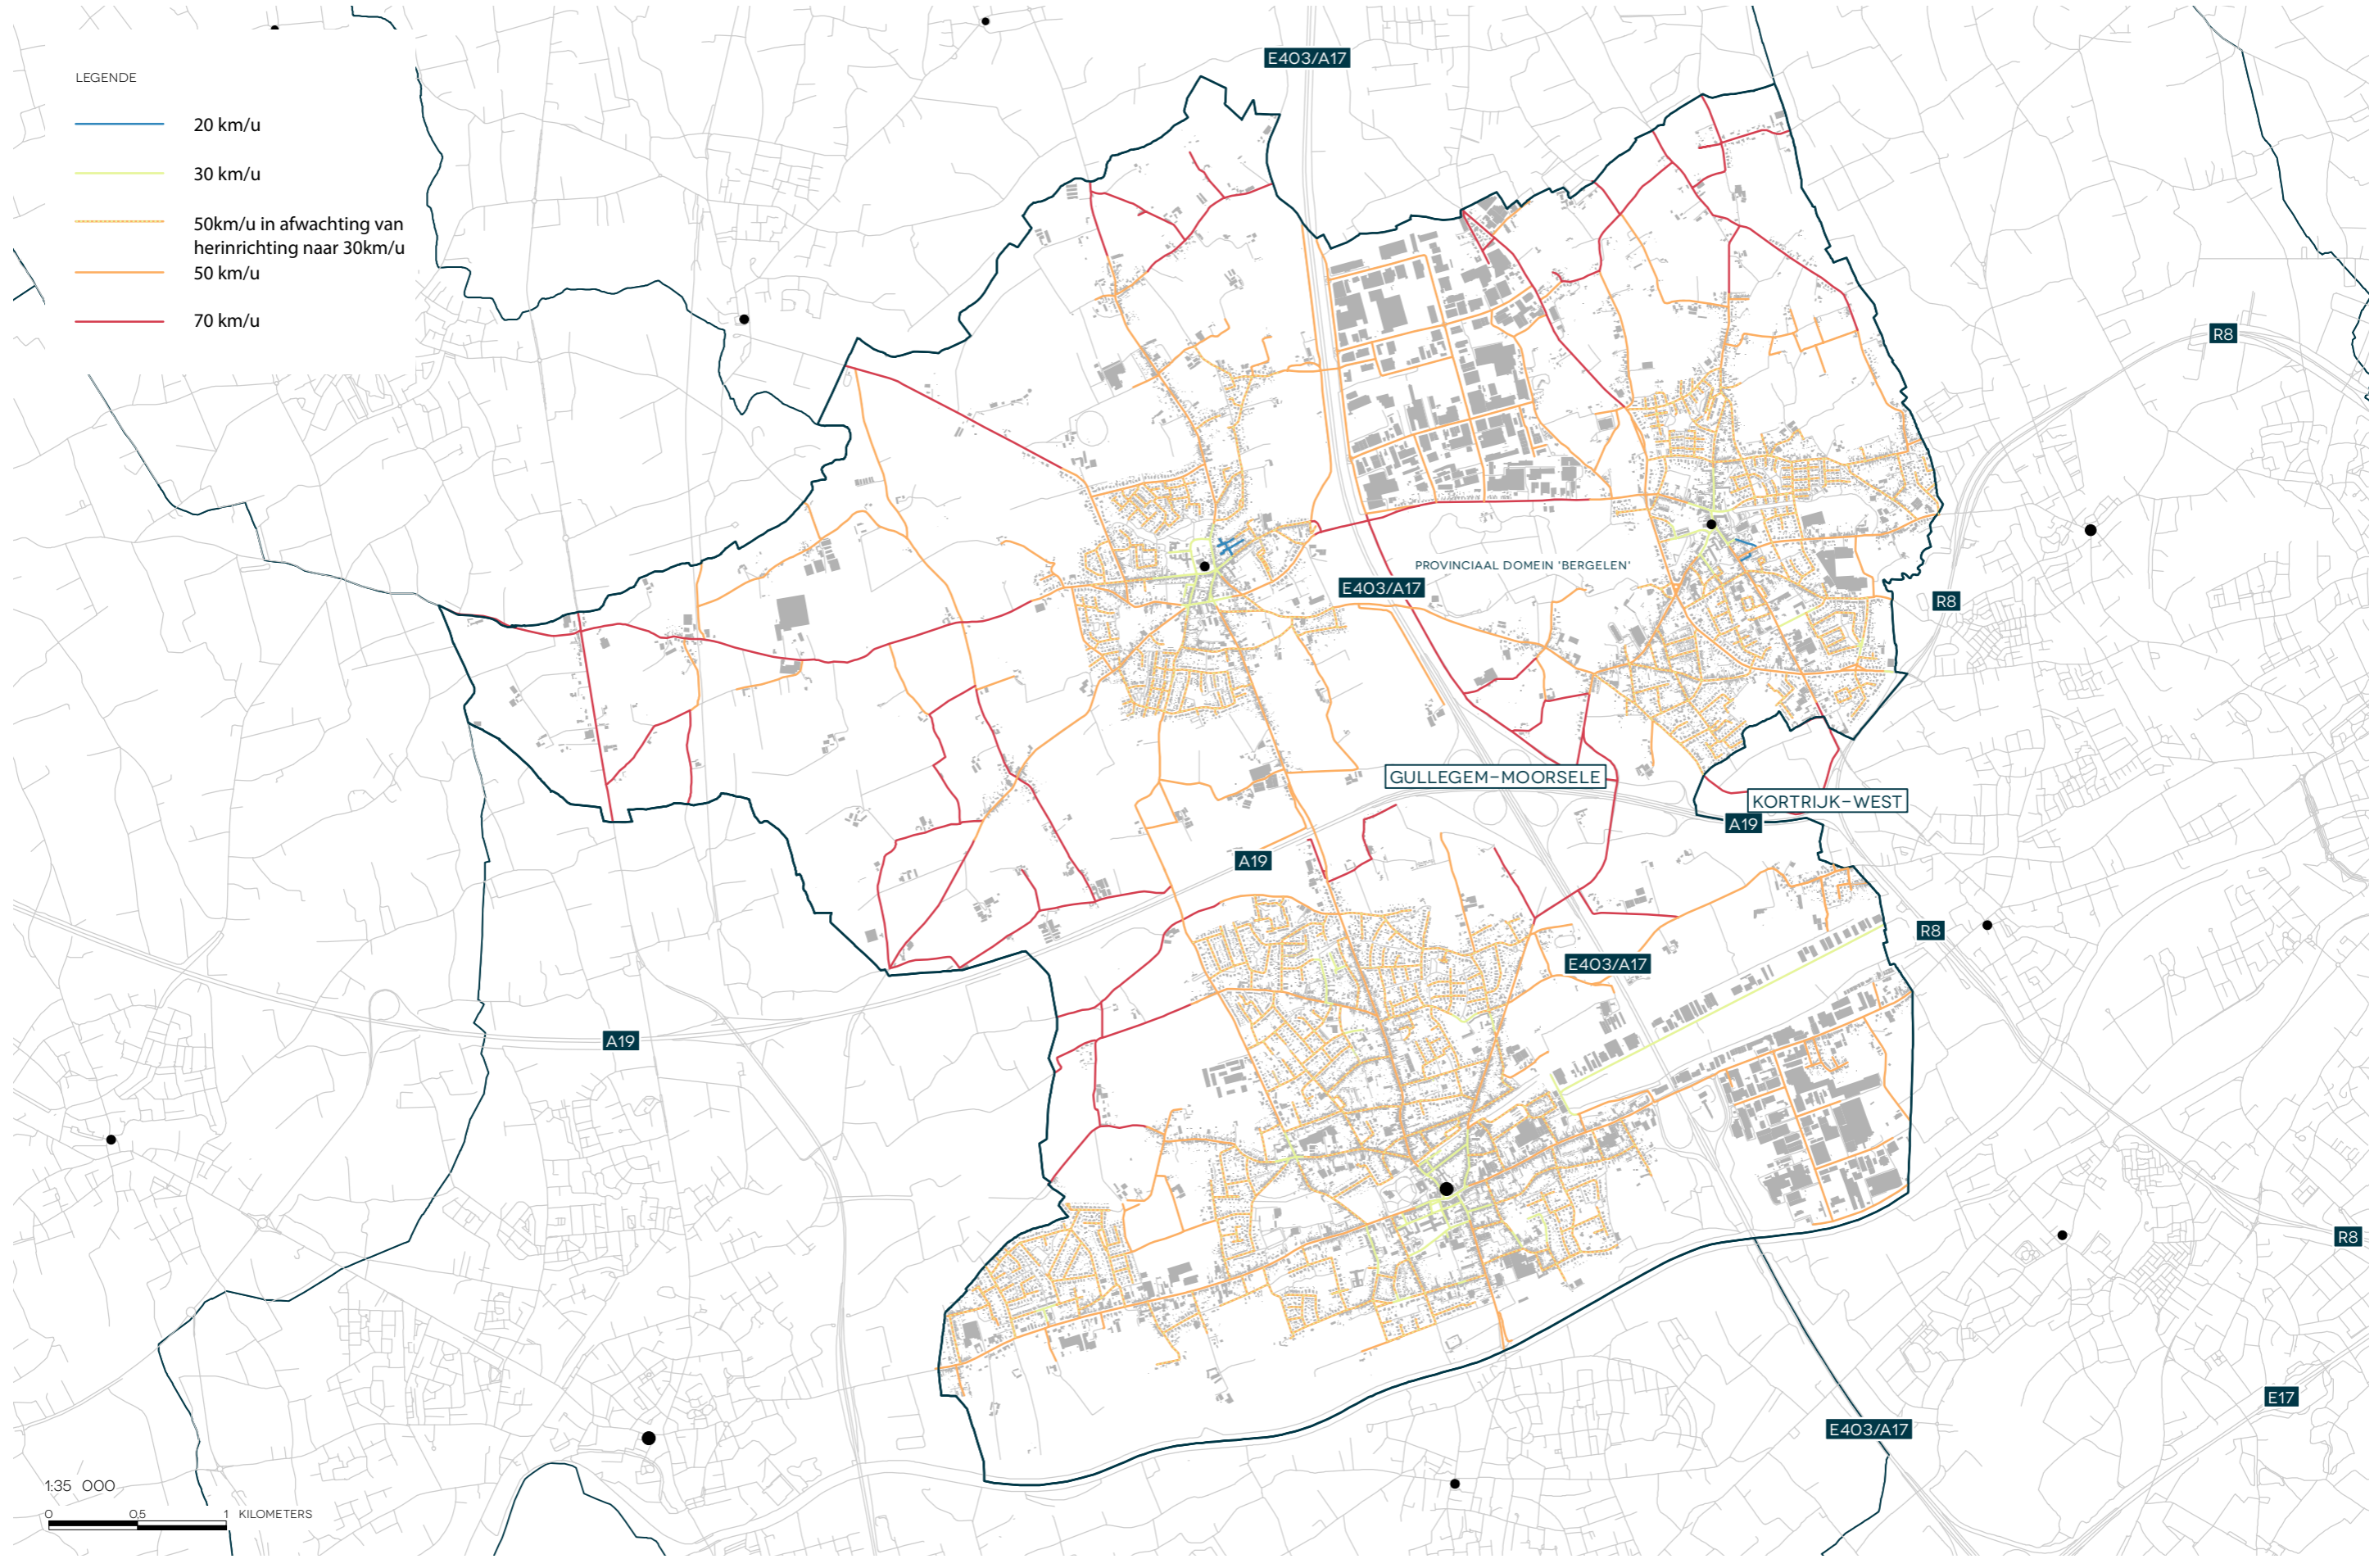 E403/A17
LEGENDE
20 km/u
30 km/u
50km/u in afwachting van
herinrichting naar 30km/u
50 km/u
70 km/u
R8
PROVINCIAAL DOMEIN 'BERGELEN'
E403/A17
R8
GULLEGEM-MOORSELE
KORTRIJK-WEST
A19
A19
R8
E403/A17
A19
R8
E17
E403/A17
1:35 000
0 0,5 1 KILOMETERS